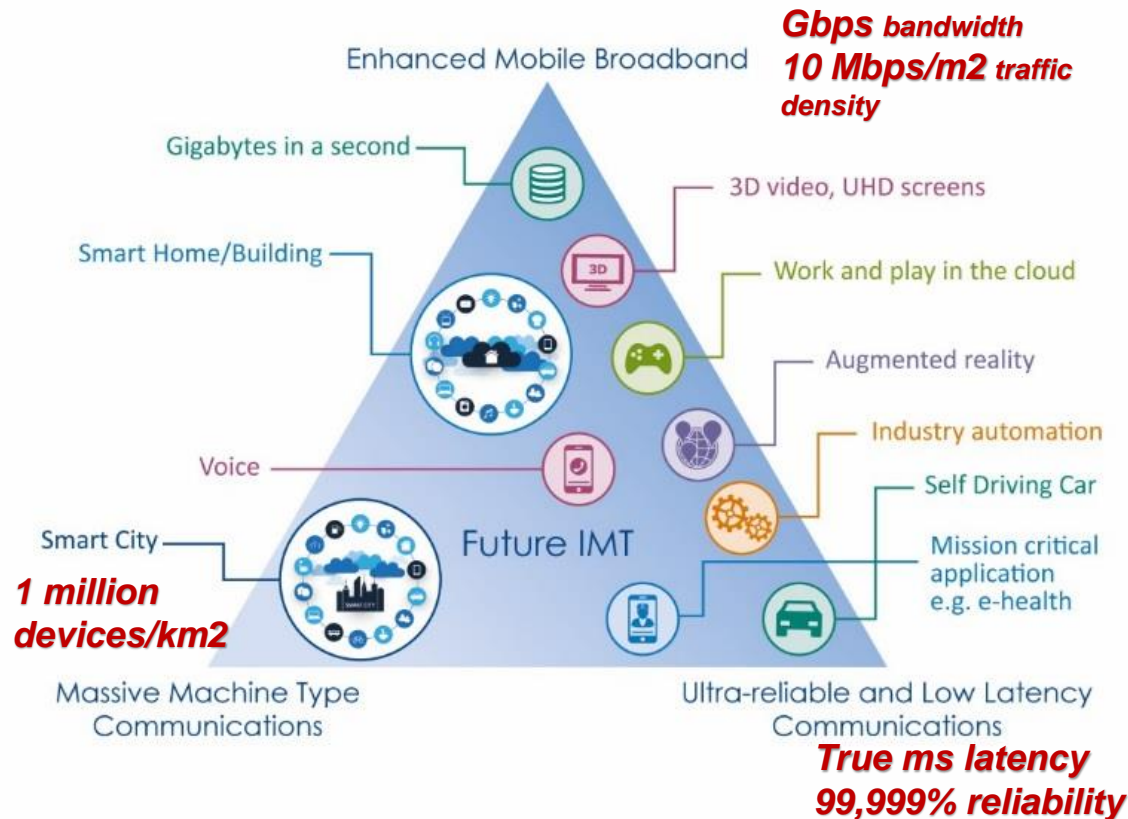 Gbps bandwidth
10 Mbps/m2 traffic
density
Enhanced Mobile Broadband
Gigabytes in a second
3D video, UHD screens
Smart Home/Building
3D
Work and play in the cloud
Augmented reality
Industry automation
Voice
Self Driving Car
Smart City
Future IMT
Mission critical
application
e.g. e-health
SMART CITY
1 million
devices/km2
Massive Machine Type
Communications
Ultra-reliable and Low Latency
Communications
True ms latency
99,999% reliability